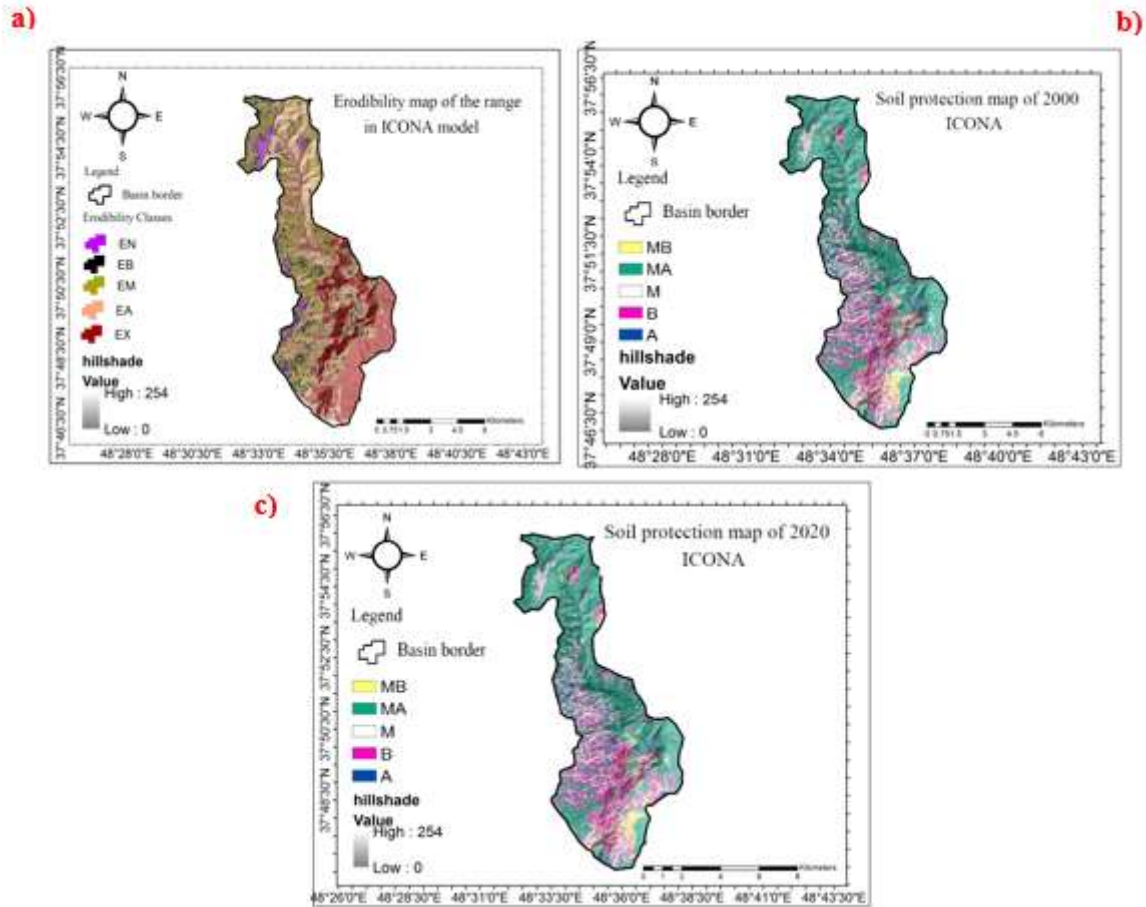 a)
b)
N
W
E
S
Erodibility map of the range
in ICONA model
Legend
Basin border
Erodibility Classes
EN
EB
EM
EA
EX
hillshade
Value
High : 254
Low : 0
Kilometers
48°28'0"E 48°30'30"E 48°33'0"E 48°35'30"E 48°38'0"E 48°40'30"E 48°43'0"E
N
W
E
S
Soil protection map of 2000
ICONA
Legend
Basin border
MB
MA
M
B
A
hillshade
Value
High : 254
Low : 0
Kilometers
37°56'30"N
37°54'0"N
37°51'30"N
37°49'0"N
37°46'30"N
48°28'0"E 48°31'0"E 48°34'0"E 48°37'0"E 48°40'0"E 48°43'0"E
c)
N
W
E
S
Soil protection map of 2020
ICONA
Legend
Basin border
MB
MA
M
B
A
hillshade
Value
High : 254
Low : 0
Kilometers
48°26'0"E 48°28'30"E 48°31'0"E 48°33'30"E 48°36'0"E 48°38'30"E 48°41'0"E 48°43'30"E